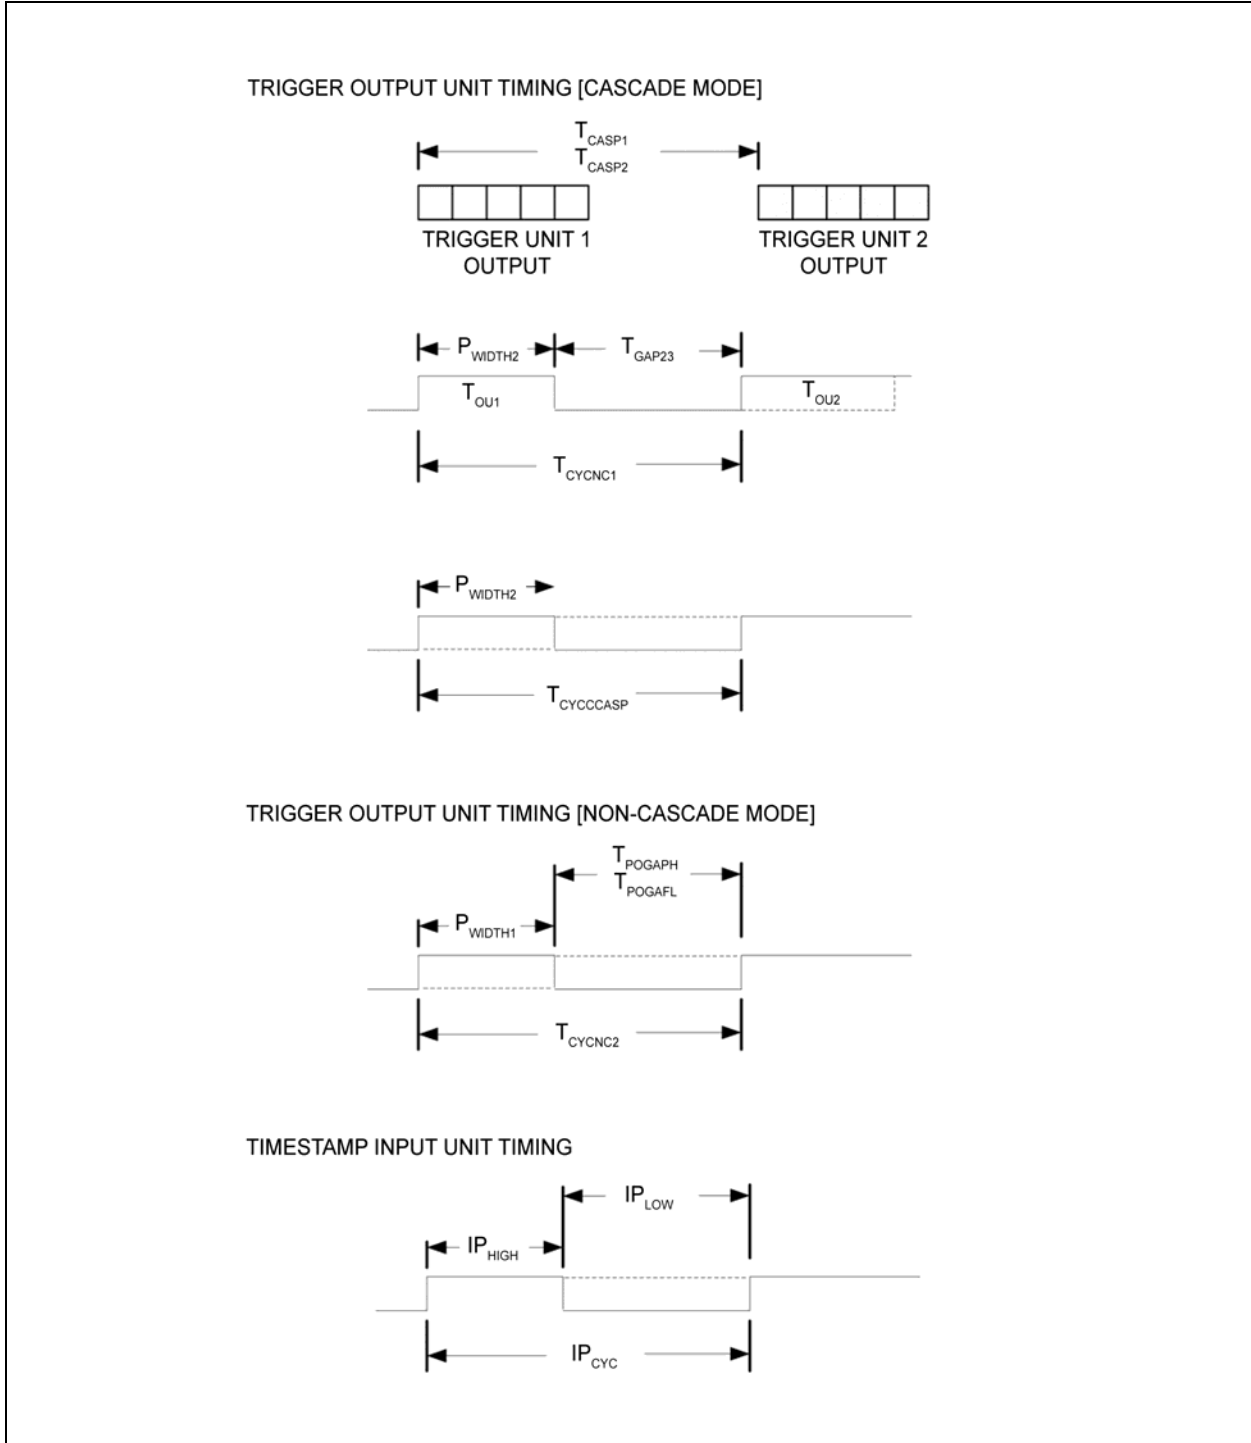 TRIGGER OUTPUT UNIT TIMING [CASCADE MODE]
TCASP1
TCASP2
TRIGGER UNIT 1
OUTPUT
TRIGGER UNIT 2
OUTPUT
PWIDTH2
TGAP23
TOU1
TOU2
TCYCNC1
PWIDTH2
TCYCCCASP
TRIGGER OUTPUT UNIT TIMING [NON-CASCADE MODE]
TPOGAPH
TPOGAFL
PWIDTH1
TCYCNC2
TIMESTAMP INPUT UNIT TIMING
IPLOW
IPHIGH
IPCYC